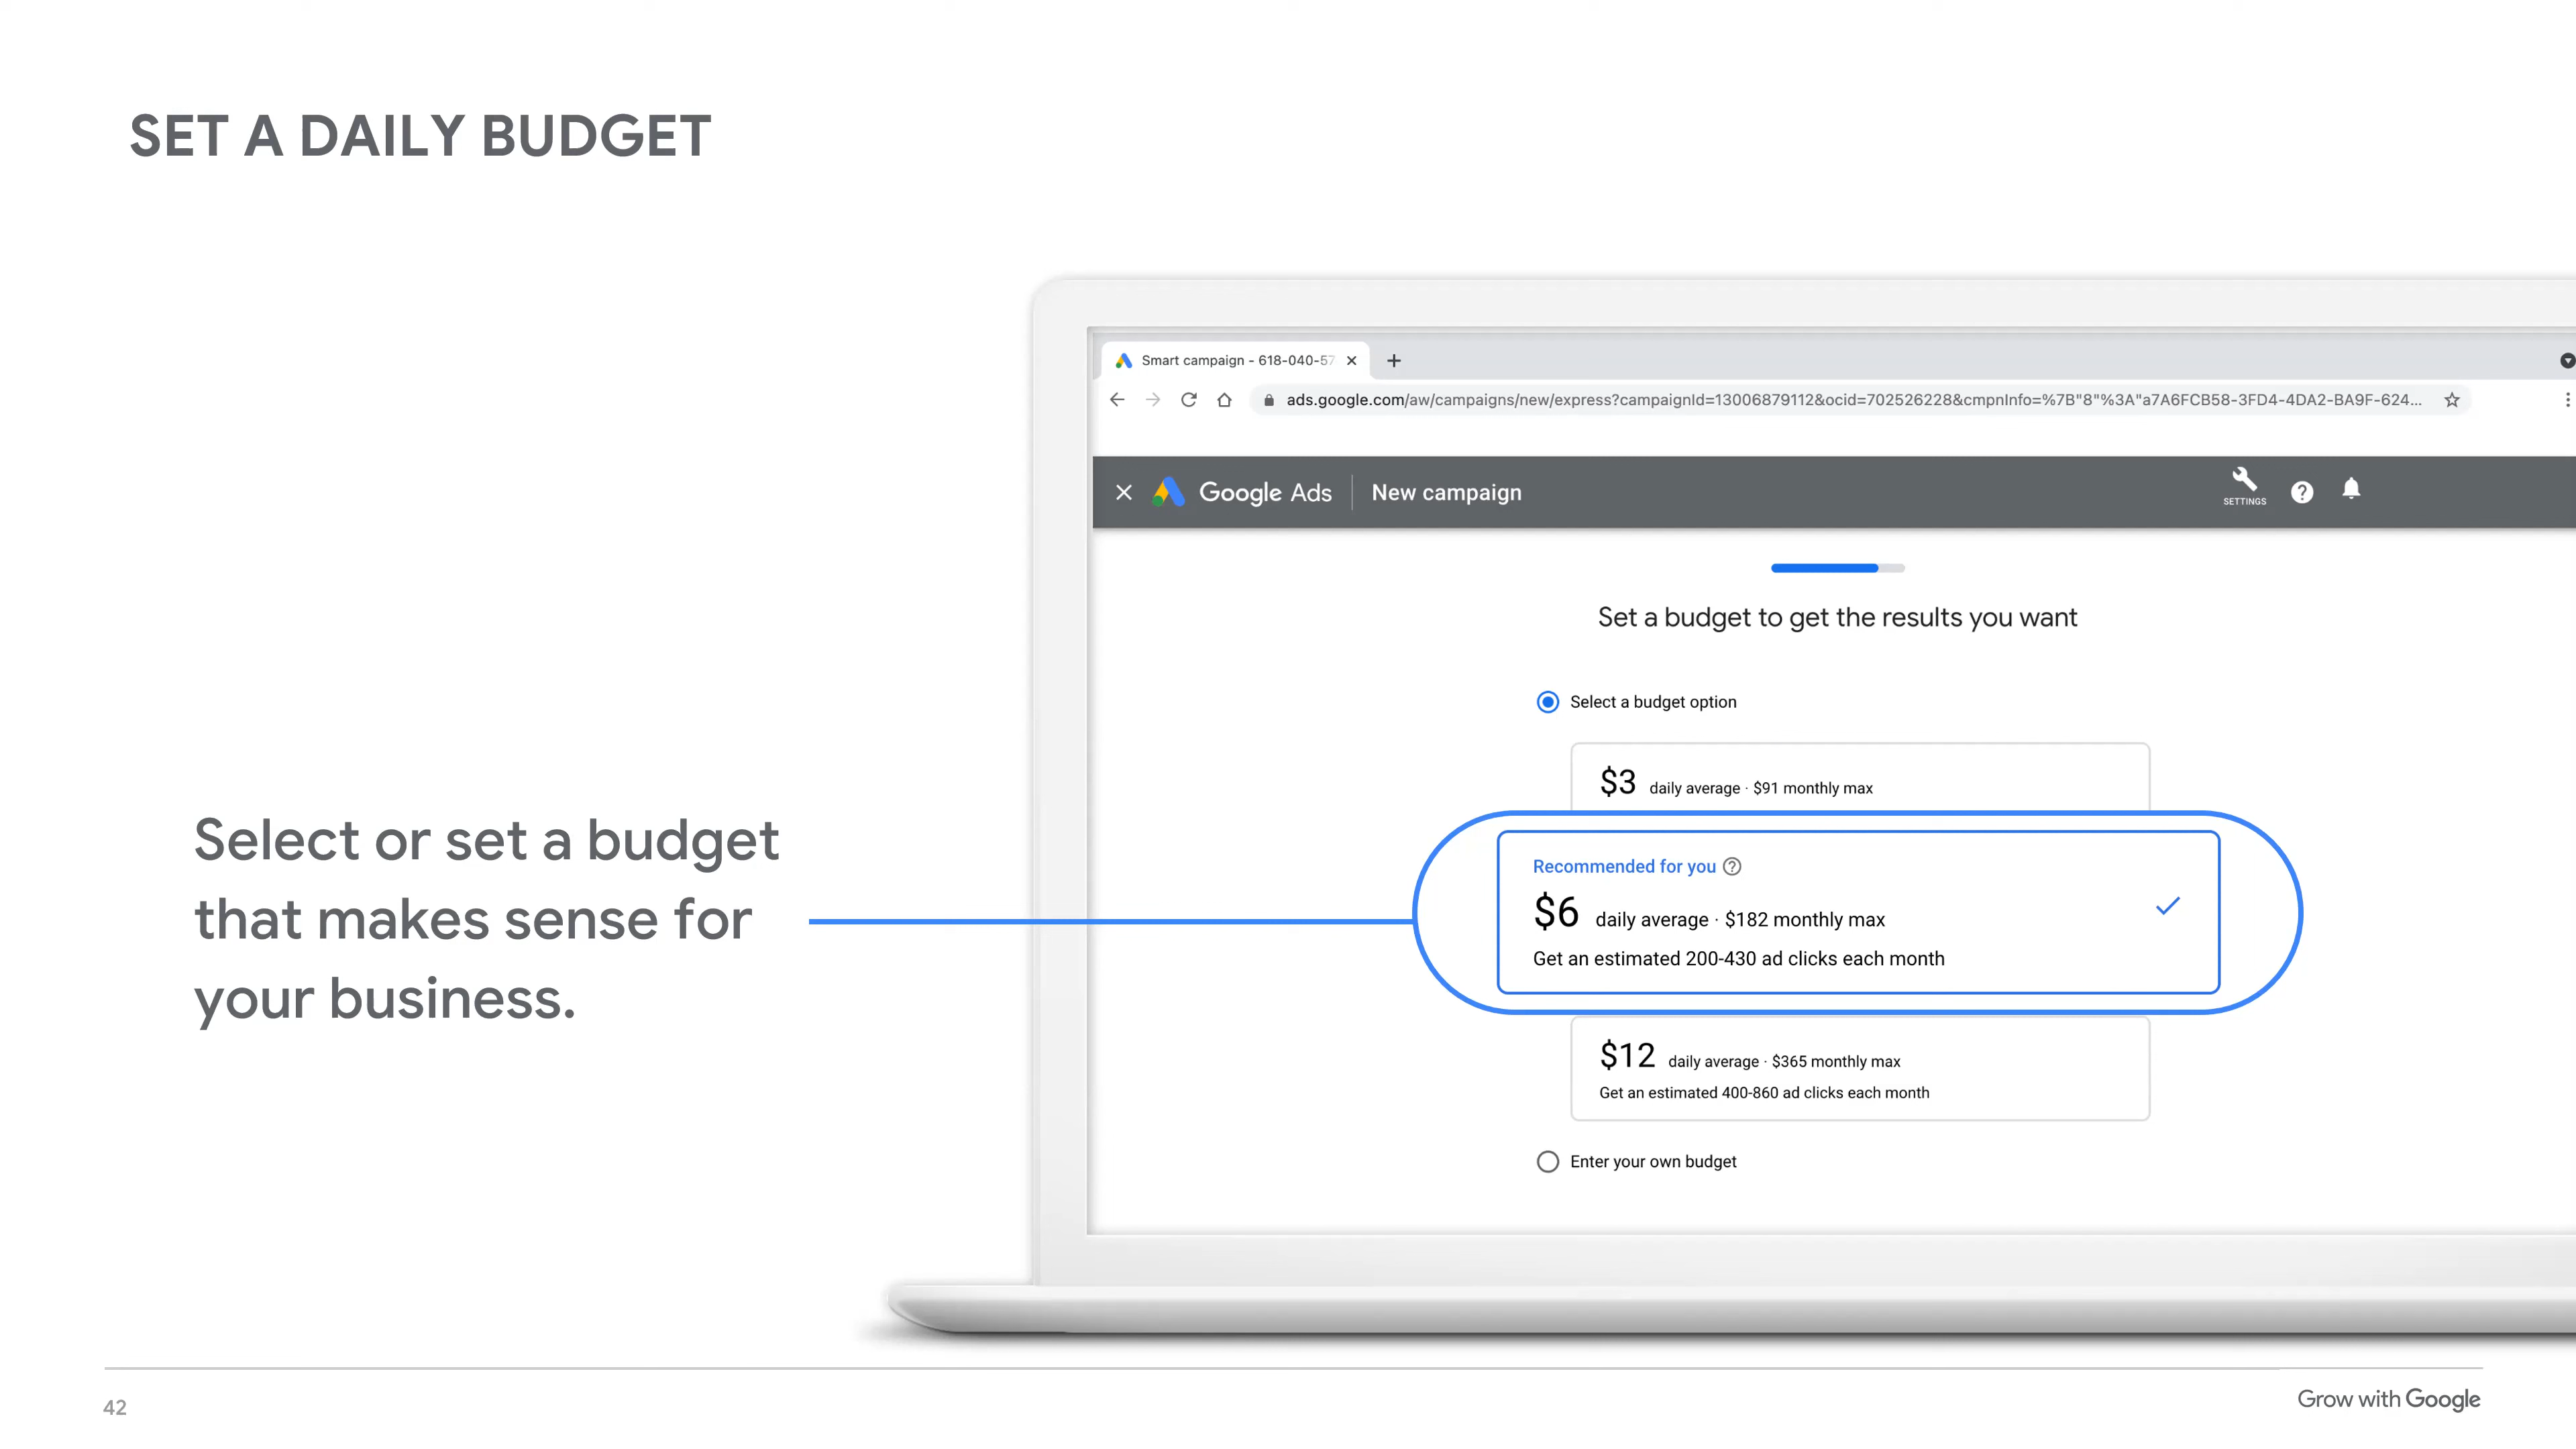 SET A DAILY BUDGET
Select or set a budget
that makes sense for
your business.
Smart campaign - 618-040-57
ads.google.com/aw/campaigns/new/express?campaignId=13006879112&ocid=702526228&cmpnInfo=%7B"8"%3A"a7A6FCB58-3FD4-4DA2-BA9F-624...
Google Ads New campaign
SETTINGS
Set a budget to get the results you want
Select a budget option
$3 daily average · $91 monthly max
Recommended for you
$6 daily average · $182 monthly max
Get an estimated 200-430 ad clicks each month
$12 daily average · $365 monthly max
Get an estimated 400-860 ad clicks each month
Enter your own budget
42
Grow with Google